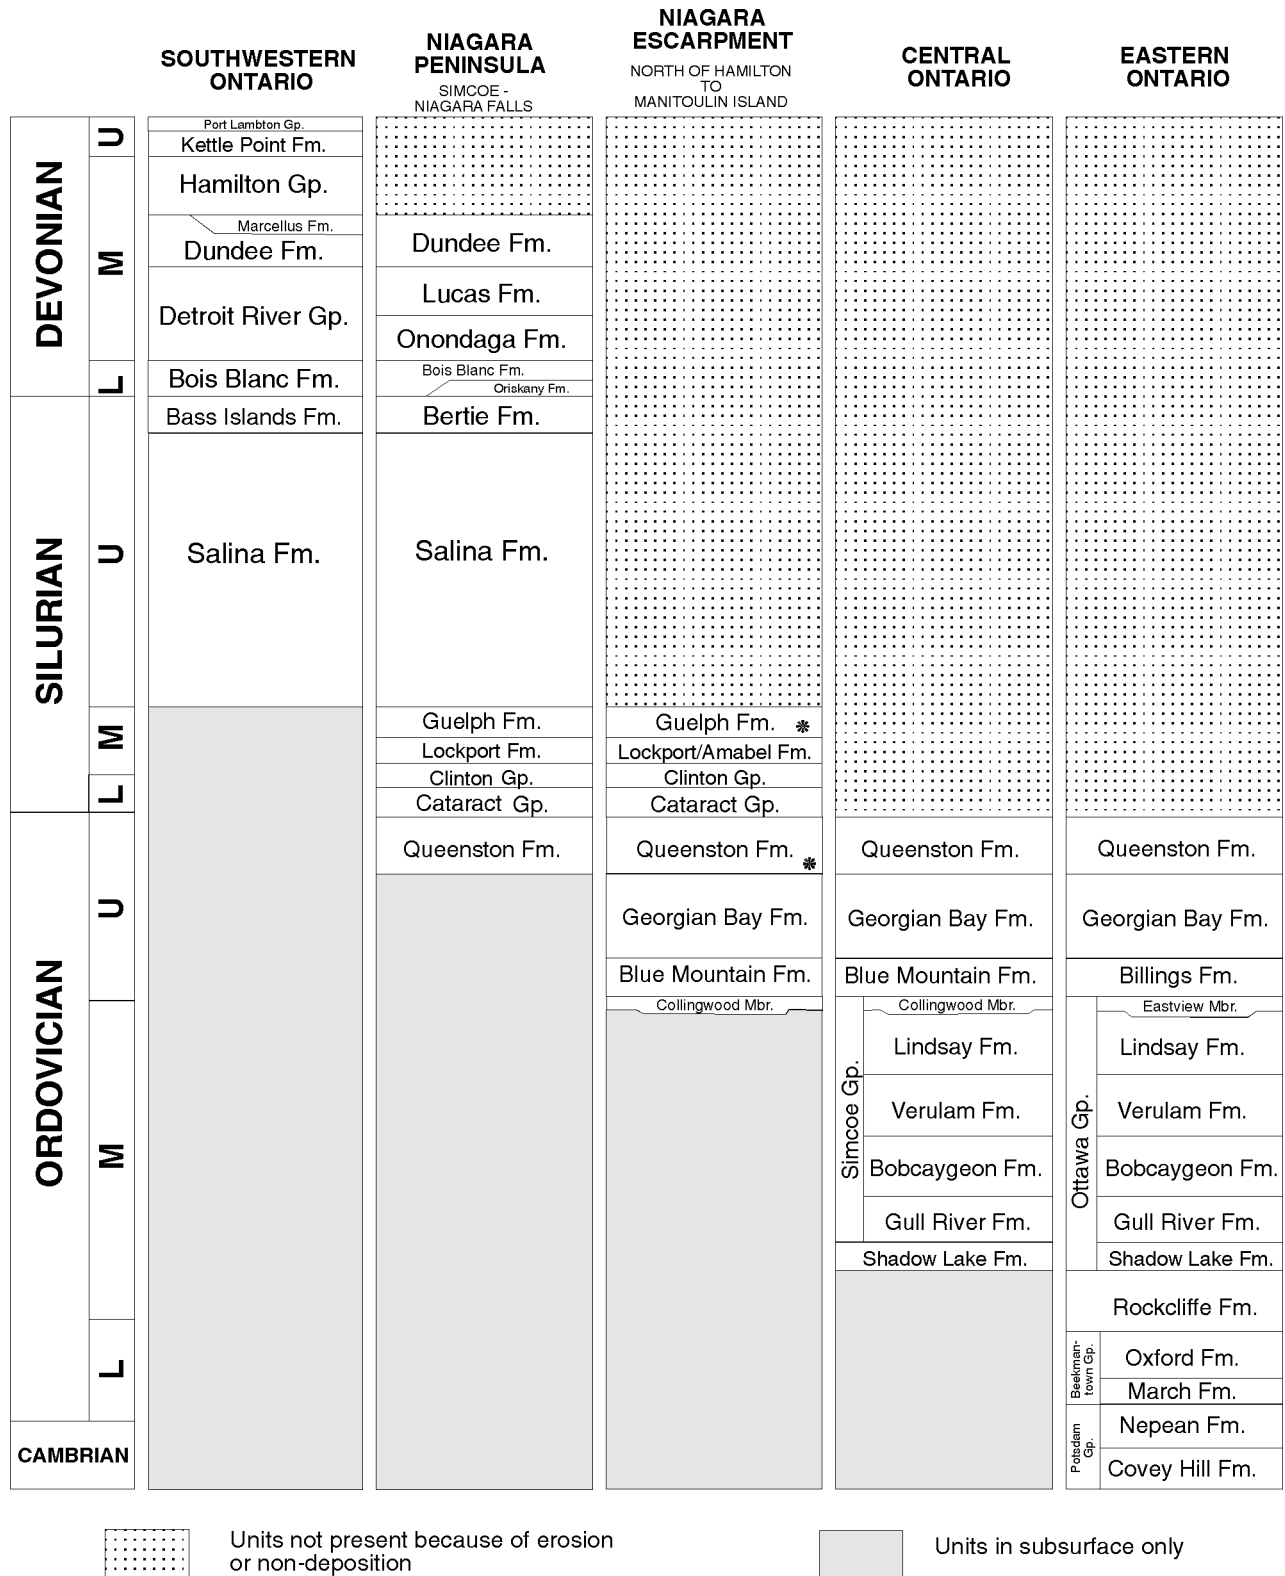 SOUTHWESTERN
ONTARIO
NIAGARA
PENINSULA
SIMCOE -
NIAGARA FALLS
NIAGARA
ESCARPMENT
NORTH OF HAMILTON
TO
MANITOULIN ISLAND
CENTRAL
ONTARIO
EASTERN
ONTARIO
DEVONIAN
U
M
L
SILURIAN
U
M
L
ORDOVICIAN
U
M
L
CAMBRIAN
Port Lambton Gp.
Kettle Point Fm.
Hamilton Gp.
Marcellus Fm.
Dundee Fm.
Detroit River Gp.
Bois Blanc Fm.
Bass Islands Fm.
Salina Fm.
Dundee Fm.
Lucas Fm.
Onondaga Fm.
Bois Blanc Fm.
Oriskany Fm.
Bertie Fm.
Salina Fm.
Guelph Fm.
Lockport Fm.
Clinton Gp.
Cataract Gp.
Queenston Fm.
Guelph Fm. *
Lockport/Amabel Fm.
Clinton Gp.
Cataract Gp.
Queenston Fm. *
Georgian Bay Fm.
Blue Mountain Fm.
Collingwood Mbr.
Queenston Fm.
Georgian Bay Fm.
Blue Mountain Fm.
Simcoe Gp.
Collingwood Mbr.
Lindsay Fm.
Verulam Fm.
Bobcaygeon Fm.
Gull River Fm.
Shadow Lake Fm.
Queenston Fm.
Georgian Bay Fm.
Billings Fm.
Ottawa Gp.
Eastview Mbr.
Lindsay Fm.
Verulam Fm.
Bobcaygeon Fm.
Gull River Fm.
Shadow Lake Fm.
Rockcliffe Fm.
Beekman-
town Gp.
Oxford Fm.
March Fm.
Potsdam
Gp.
Nepean Fm.
Covey Hill Fm.
Units not present because of erosion
or non-deposition
Units in subsurface only